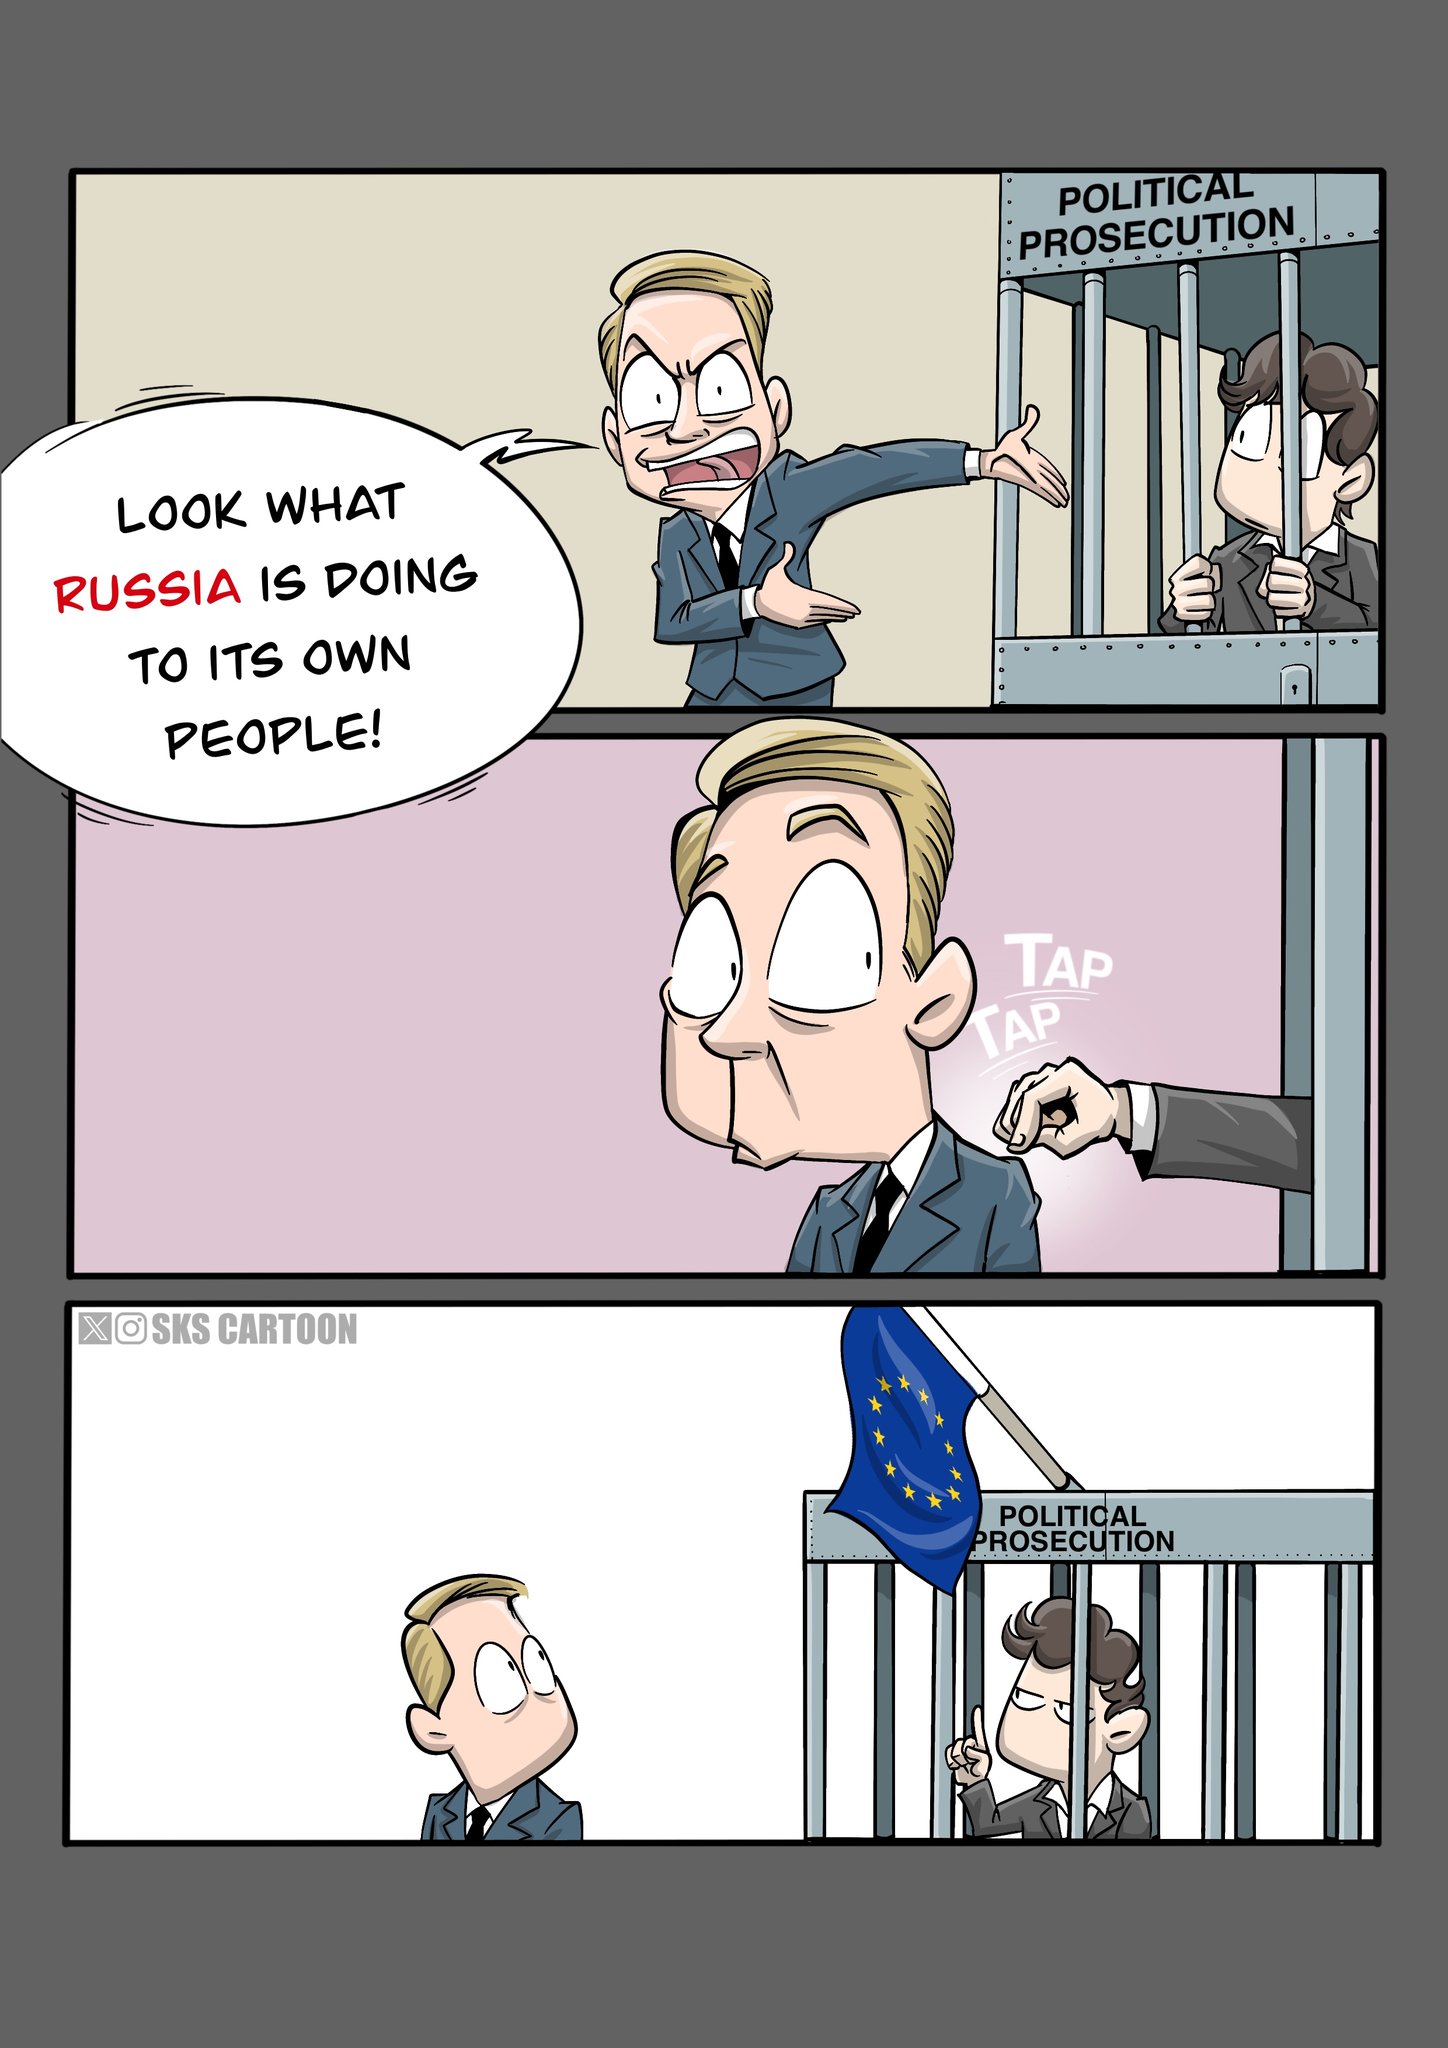 POLITICAL
PROSECUTION
LOOK WHAT
RUSSIA IS DOING
TO ITS OWN
PEOPLE!
TAP
TAP
SKS CARTOON
POLITICAL
PROSECUTION